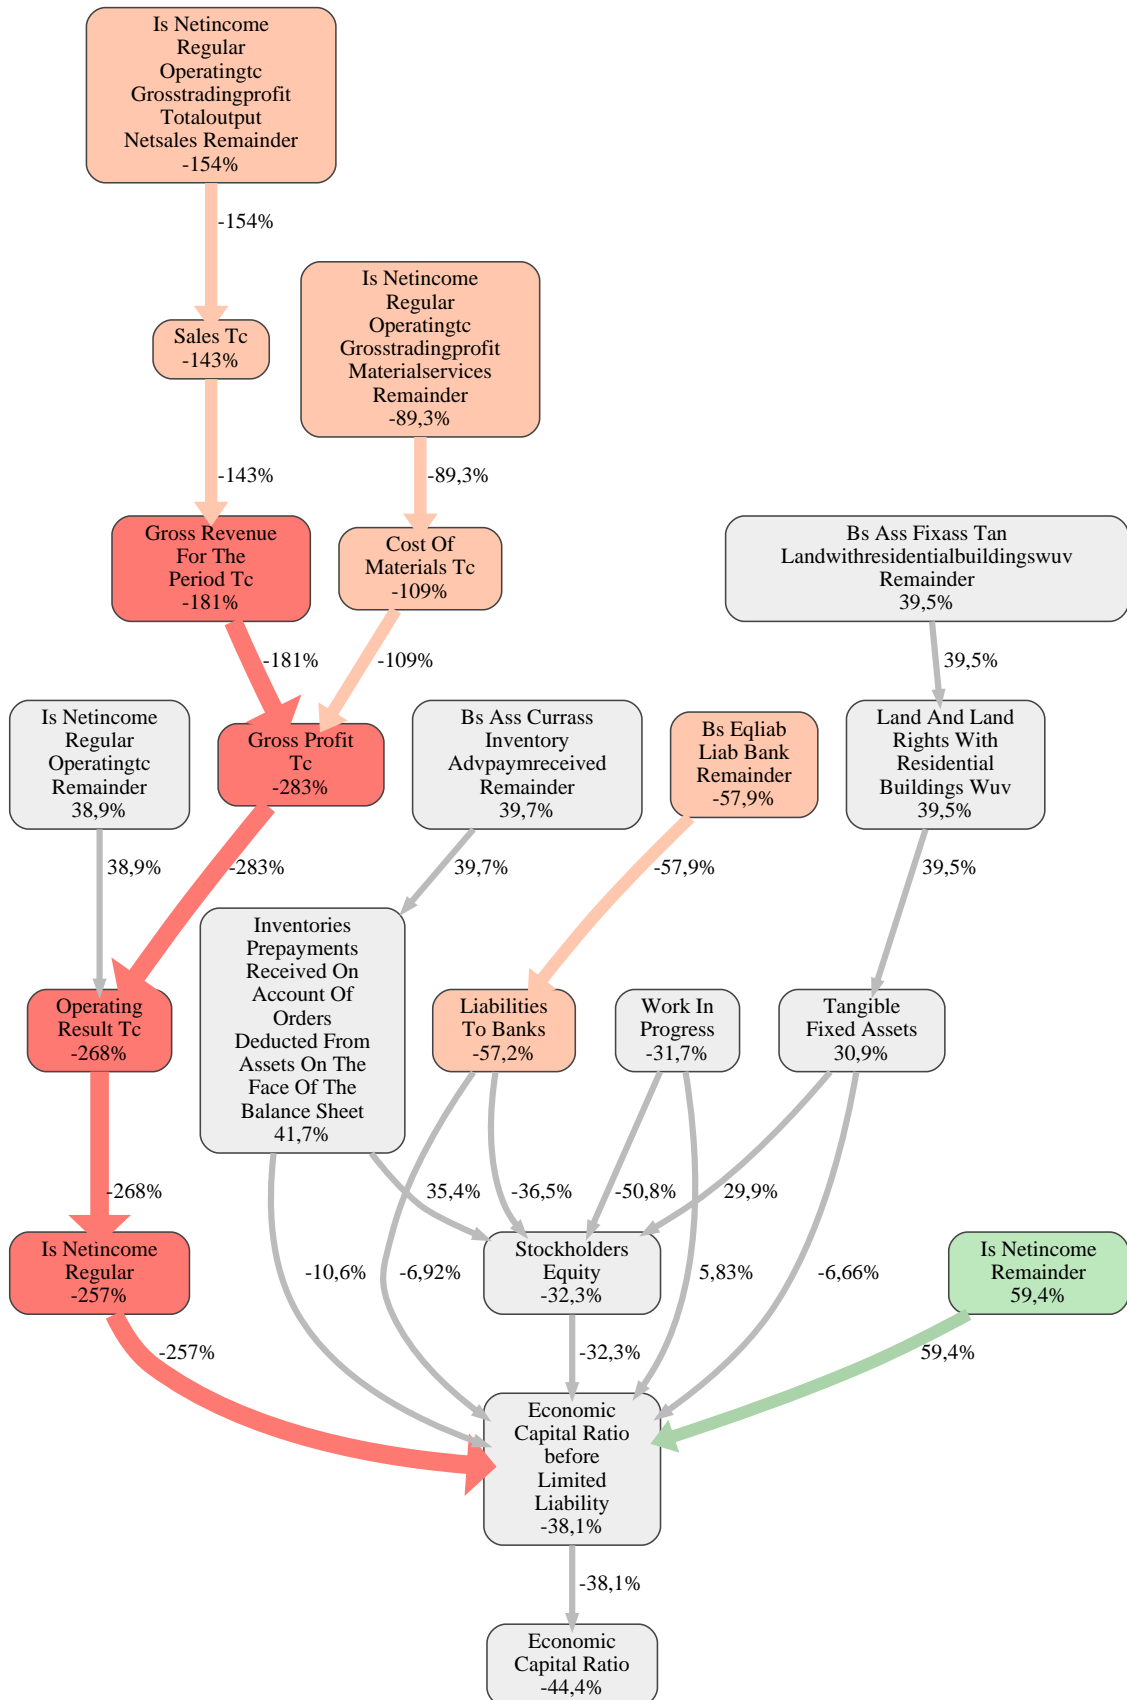 Is Netincome
Regular
Operatingtc
Grosstradingprofit
Totaloutput
Netsales Remainder
-154%
-154%
Is Netincome
Regular
Operatingtc
Grosstradingprofit
Materialservices
Remainder
-89,3%
Sales Tc
-143%
-143%
-89,3%
Gross Revenue
For The
Period Tc
-181%
Cost Of
Materials Tc
-109%
Bs Ass Fixass Tan
Landwithresidentialbuildingswuv
Remainder
39,5%
-181%
-109%
39,5%
Is Netincome
Regular
Operatingtc
Remainder
38,9%
Gross Profit
Tc
-283%
Bs Ass Currass
Inventory
Advpaymreceived
Remainder
39,7%
Bs Eqliab
Liab Bank
Remainder
-57,9%
Land And Land
Rights With
Residential
Buildings Wuv
39,5%
38,9%
-283%
39,7%
-57,9%
39,5%
Inventories
Prepayments
Received On
Account Of
Orders
Deducted From
Assets On The
Face Of The
Balance Sheet
41,7%
Operating
Result Tc
-268%
Liabilities
To Banks
-57,2%
Work In
Progress
-31,7%
Tangible
Fixed Assets
30,9%
-268%
35,4%
-36,5%
-50,8%
29,9%
Is Netincome
Regular
-257%
-10,6%
-6,92%
Stockholders
Equity
-32,3%
5,83%
-6,66%
Is Netincome
Remainder
59,4%
-257%
-32,3%
59,4%
Economic
Capital Ratio
before
Limited
Liability
-38,1%
-38,1%
Economic
Capital Ratio
-44,4%